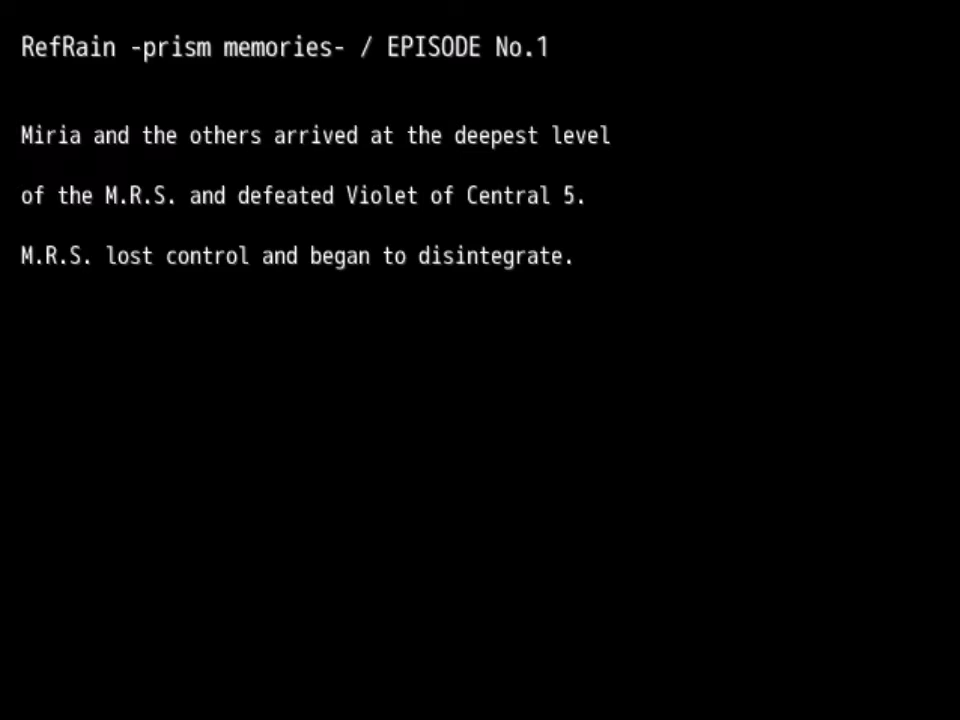 RefRain -prism memories- / EPISODE No.1
Miria and the others arrived at the deepest level
of the M.R.S. and defeated Violet of Central 5.
M.R.S. lost control and began to disintegrate.